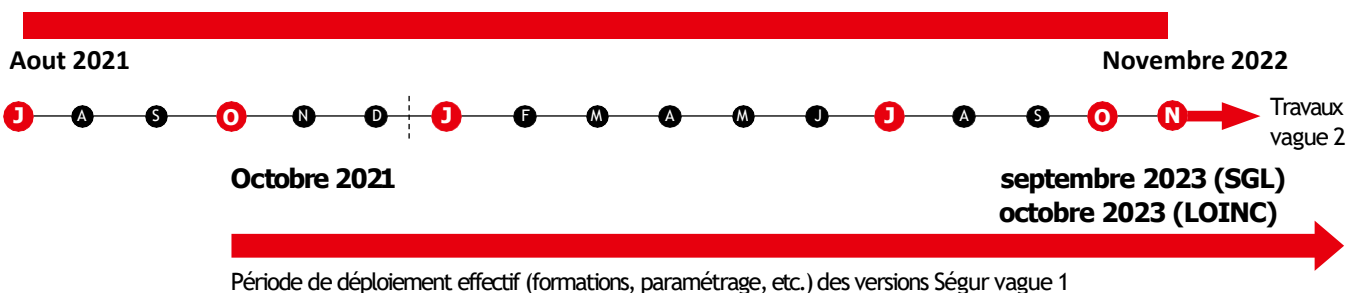 Aout 2021
Novembre 2022
J A S O N D J F M A M J J A S O N
Travaux
vague 2
Octobre 2021
septembre 2023 (SGL)
octobre 2023 (LOINC)
Période de déploiement effectif (formations, paramétrage, etc.) des versions Ségur vague 1